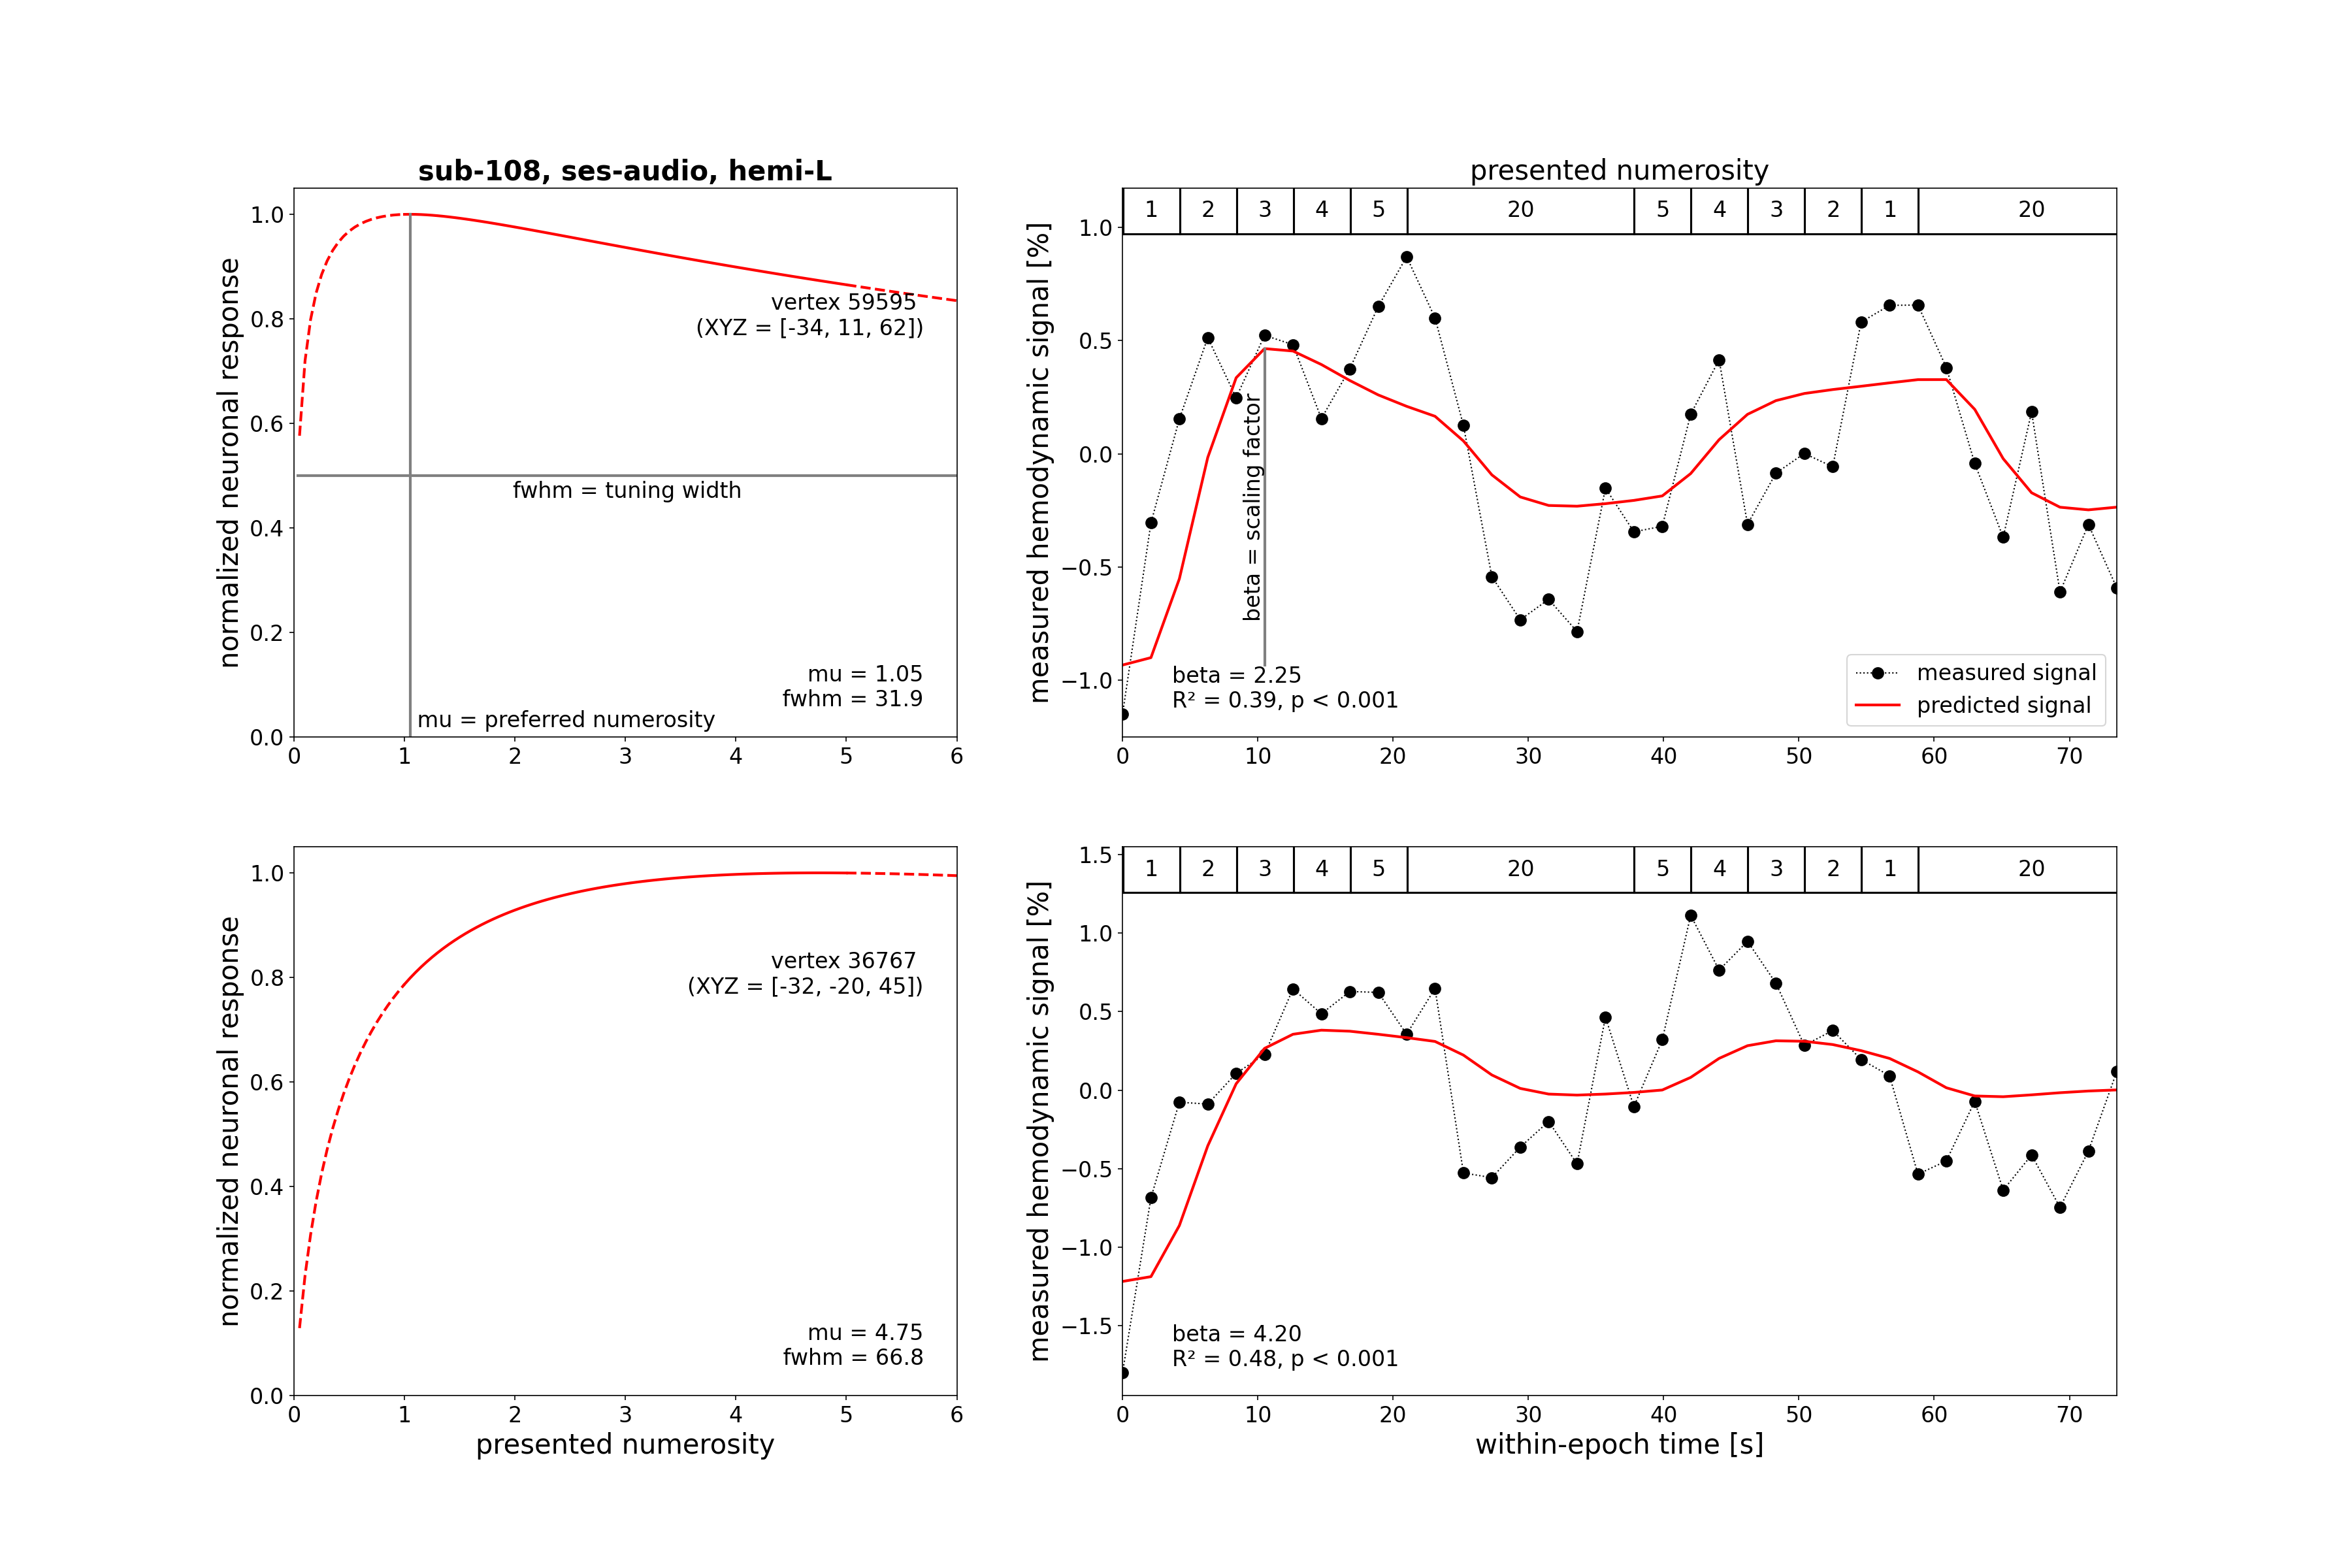 sub-108, ses-audio, hemi-L
normalized neuronal response
1.0
0.8
0.6
0.4
0.2
0.0
vertex 59595
(XYZ = [-34, 11, 62])
fwhm = tuning width
mu = 1.05
fwhm = 31.9
mu = preferred numerosity
0 1 2 3 4 5 6
presented numerosity
1 2 3 4 5 20 5 4 3 2 1 20
measured hemodynamic signal [%]
1.0
0.5
0.0
−0.5
−1.0
beta = scaling factor
beta = 2.25
R² = 0.39, p < 0.001
measured signal
predicted signal
0 10 20 30 40 50 60 70
normalized neuronal response
1.0
0.8
0.6
0.4
0.2
0.0
vertex 36767
(XYZ = [-32, -20, 45])
mu = 4.75
fwhm = 66.8
0 1 2 3 4 5 6
presented numerosity
1 2 3 4 5 20 5 4 3 2 1 20
measured hemodynamic signal [%]
1.5
1.0
0.5
0.0
−0.5
−1.0
−1.5
beta = 4.20
R² = 0.48, p < 0.001
0 10 20 30 40 50 60 70
within-epoch time [s]